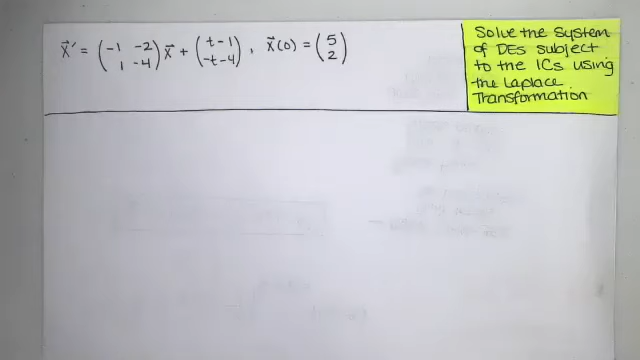 x⃗' = (-1 -2; 1 -4) x⃗ + (t-1; -t-4), x⃗(0) = (5; 2)
Solve the system
of DEs subject
to the ICs using
the Laplace
Transformation